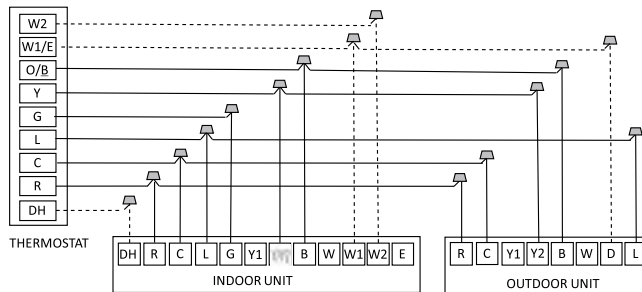 W2
W1/E
O/B
Y
G
L
C
R
DH
THERMOSTAT
DH R C L G Y1 B W W1 W2 E
INDOOR UNIT
R C Y1 Y2 B W D L
OUTDOOR UNIT